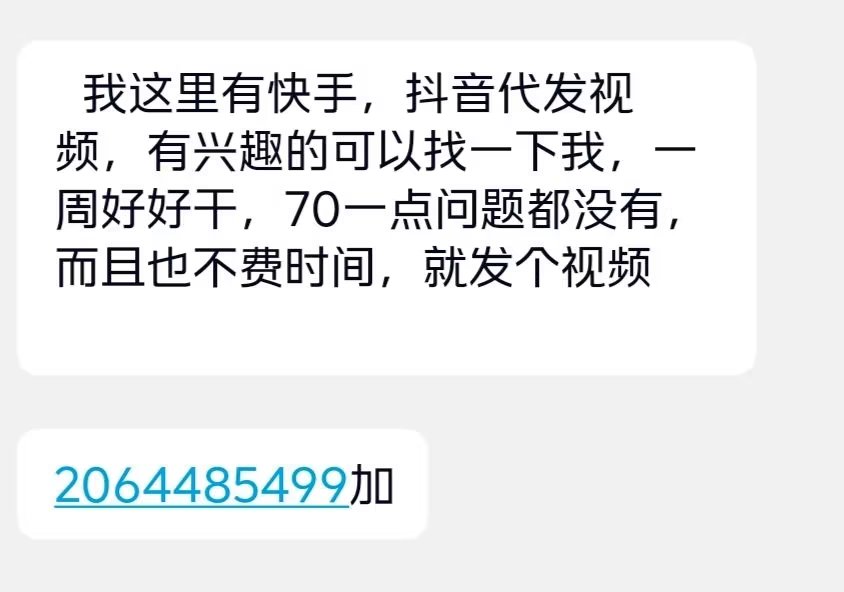 我这里有快手，抖音代发视
频，有兴趣的可以找一下我，一
周好好干，70一点问题都没有，
而且也不费时间，就发个视频
2064485499加